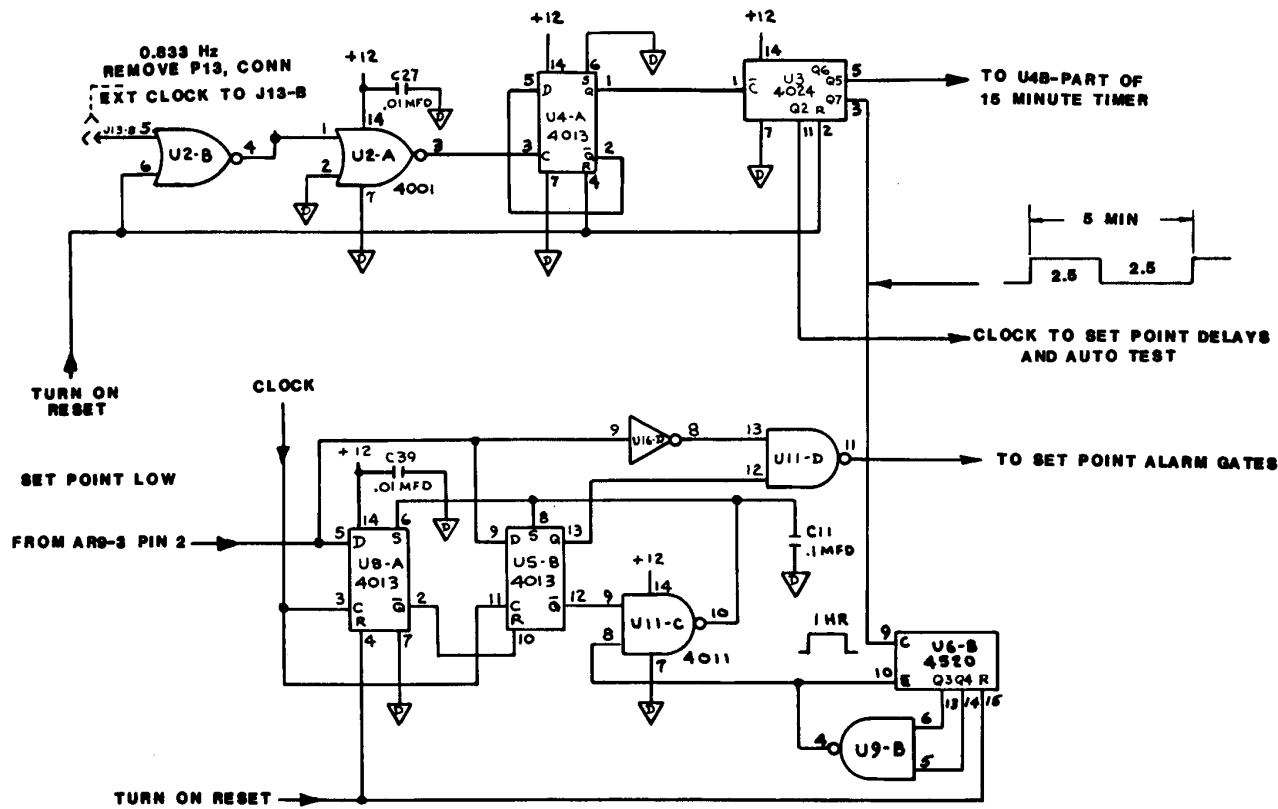 0.833 Hz
REMOVE P13, CONN
EXT CLOCK TO J13-B
J13-B
5
6
U2-B
4
+12
C27
.01 MFD
D
14
1
2
U2-A
3
7
4001
D
D
+12
14
6
D
5
D
S
Q
1
U4-A
4013
3
C
Q
2
R
7
4
D
+12
14
1
C
U3
4024
Q6
Q5
5
Q7
3
Q2
R
7
11
2
D
TO U4B-PART OF
15 MINUTE TIMER
5 MIN
2.5
2.5
CLOCK TO SET POINT DELAYS
AND AUTO TEST
TURN ON
RESET
CLOCK
SET POINT LOW
FROM AR9-3 PIN 2
+12
C39
.01 MFD
D
14
6
5
D
S
U8-A
4013
3
C
Q
2
R
4
7
D
9
U16-D
8
13
12
U11-D
11
TO SET POINT ALARM GATES
8
9
D
S
Q
13
U5-B
4013
11
C
Q
12
R
10
C11
.1 MFD
D
+12
14
9
8
U11-C
10
7
4011
D
1 HR
9
C
U6-B
4520
10
E
Q3
Q4
R
13
14
15
6
5
U9-B
4
TURN ON RESET